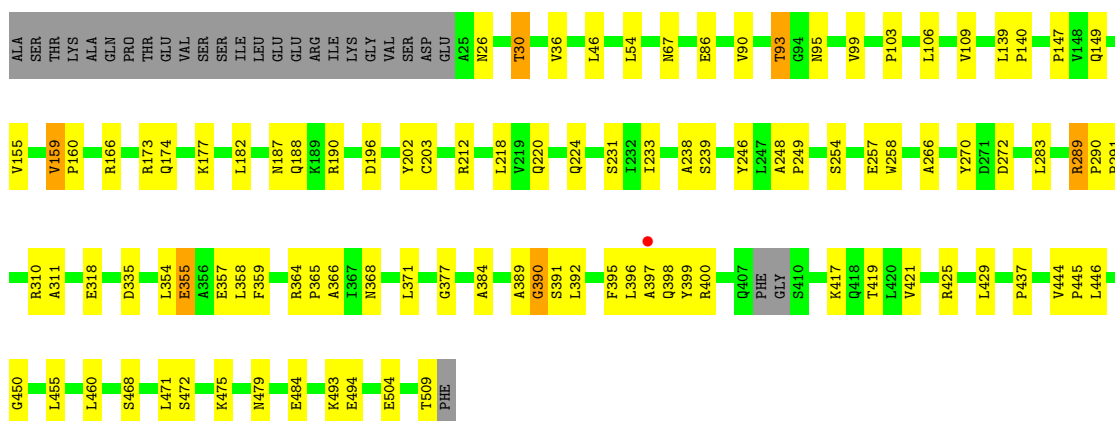 ALA SER THR LYS ALA GLN PRO THR GLU VAL SER SER ILE LEU GLU GLU ARG ILE LYS GLY VAL SER ASP GLU A25 N26 T30 V36 L46 L54 N67 E86 V90 T93 G94 N95 V99 P103 L106 V109 L139 P140 P147 V148 Q149
V155 V159 P160 R166 R173 Q174 K177 L182 N187 Q188 K189 R190 D196 Y202 C203 R212 L218 V219 Q220 Q224 S231 I232 I233 A238 S239 Y246 L247 A248 P249 S254 E257 W258 A266 Y270 D271 D272 L283 R289 P290
R310 A311 E318 D335 L354 E355 A356 E357 L358 F359 R364 P365 A366 I367 N368 L371 G377 A384 A389 G390 S391 L392 F395 L396 A397 Q398 Y399 R400 Q407 PHE GLY S410 K417 Q418 T419 L420 V421 R425 L429 P437 V444 P445 L446
G450 L455 L460 S468 L471 S472 K475 N479 E484 K493 E494 E504 T509 PHE